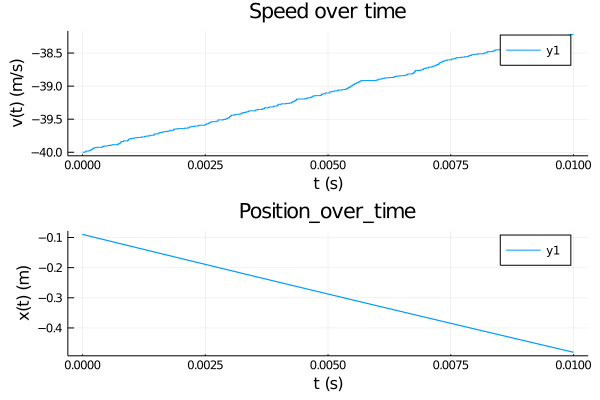 Speed over time
v(t) (m/s)
−38.5
−39.0
−39.5
−40.0
y1
0.0000 0.0025 0.0050 0.0075 0.0100
t (s)
Position_over_time
x(t) (m)
−0.1
−0.2
−0.3
−0.4
y1
0.0000 0.0025 0.0050 0.0075 0.0100
t (s)